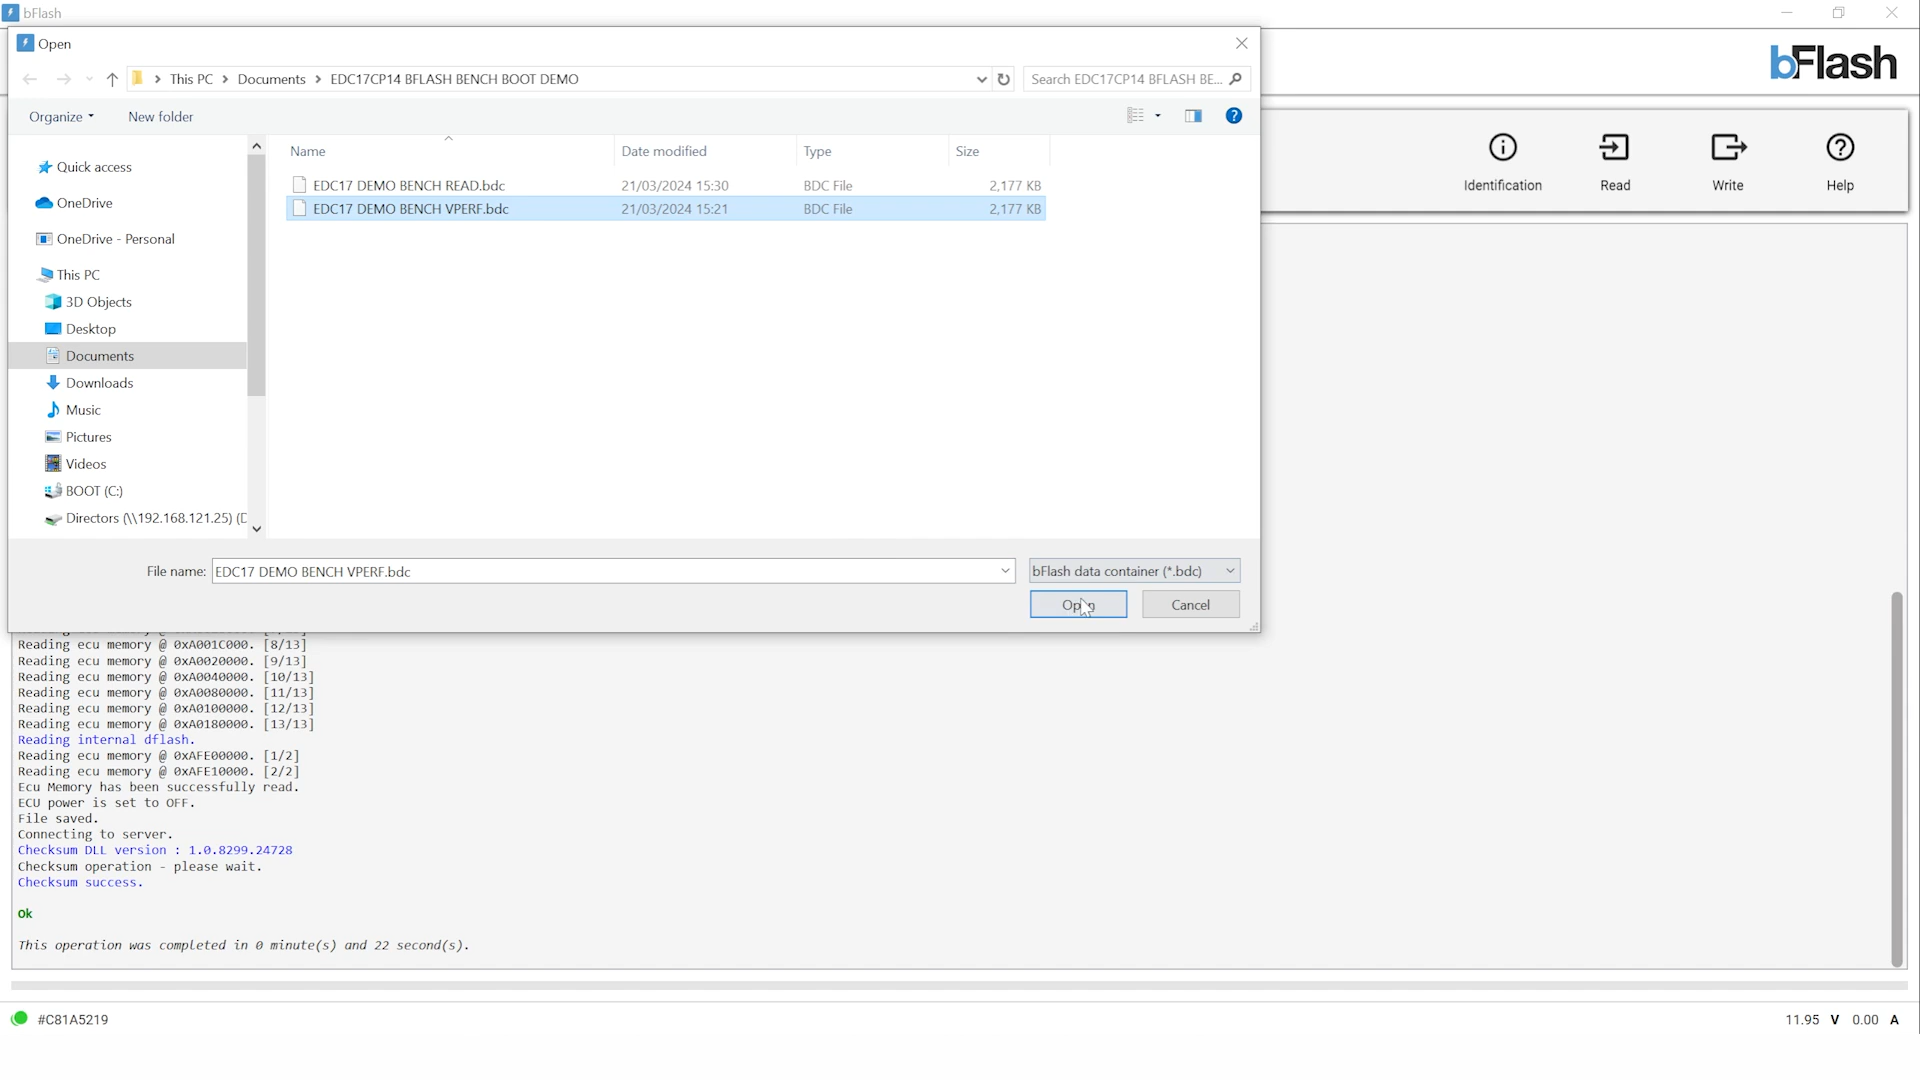 bFlash
Open
This PC > Documents > EDC17CP14 BFLASH BENCH BOOT DEMO
Search EDC17CP14 BFLASH BE...
bFlash
Organize
New folder
Identification
Read
Write
Help
Name
Date modified
Type
Size
EDC17 DEMO BENCH READ.bdc 21/03/2024 15:30 BDC File 2,177 KB
EDC17 DEMO BENCH VPERF.bdc 21/03/2024 15:21 BDC File 2,177 KB
Quick access
OneDrive
OneDrive - Personal
This PC
3D Objects
Desktop
Documents
Downloads
Music
Pictures
Videos
BOOT (C:)
Directors (\\192.168.121.25) (D
File name: EDC17 DEMO BENCH VPERF.bdc
bFlash data container (*.bdc)
Open
Cancel
Reading ecu memory @ 0xA001C000. [8/13]
Reading ecu memory @ 0xA0020000. [9/13]
Reading ecu memory @ 0xA0040000. [10/13]
Reading ecu memory @ 0xA0080000. [11/13]
Reading ecu memory @ 0xA0100000. [12/13]
Reading ecu memory @ 0xA0180000. [13/13]
Reading internal dflash.
Reading ecu memory @ 0xAFE00000. [1/2]
Reading ecu memory @ 0xAFE10000. [2/2]
Ecu Memory has been successfully read.
ECU power is set to OFF.
File saved.
Connecting to server.
Checksum DLL version : 1.0.8299.24728
Checksum operation - please wait.
Checksum success.
Ok
This operation was completed in 0 minute(s) and 22 second(s).
#C81A5219
11.95 V 0.00 A